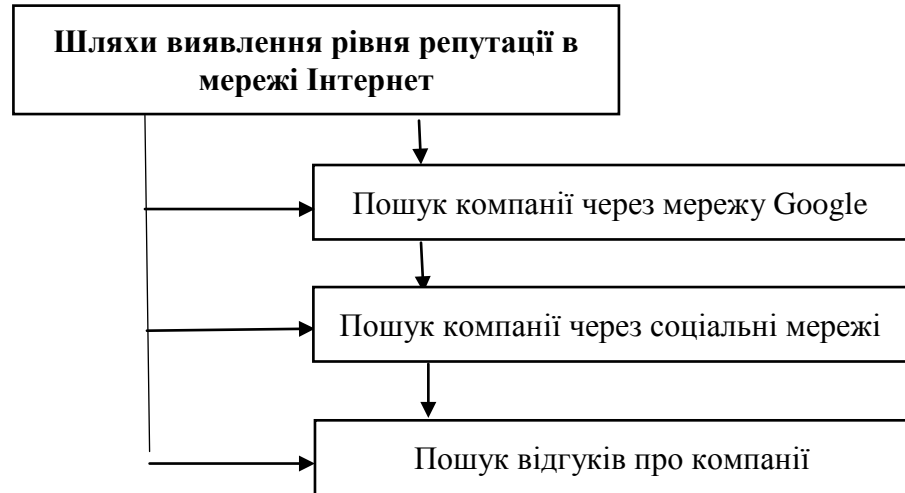 Шляхи виявлення рівня репутації в
мережі Інтернет
Пошук компанії через мережу Google
Пошук компанії через соціальні мережі
Пошук відгуків про компанії